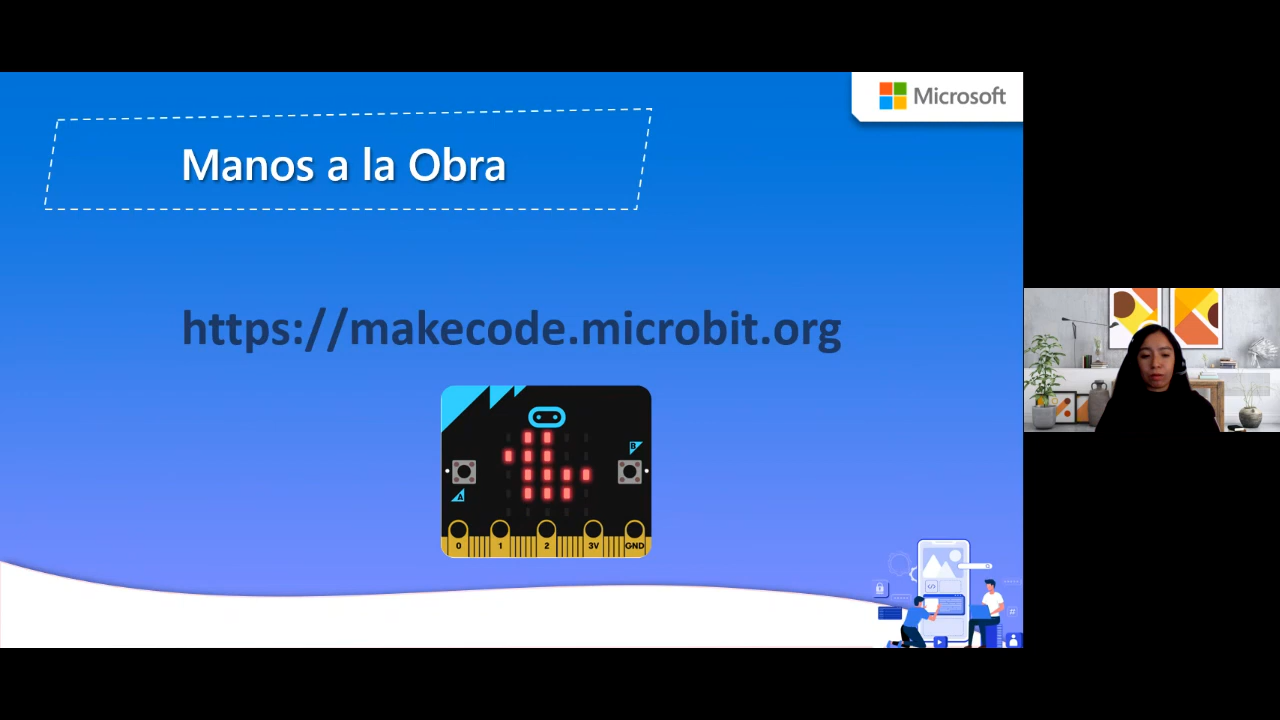 Microsoft
Manos a la Obra
https://makecode.microbit.org
B
A
0 1 2 3V GND